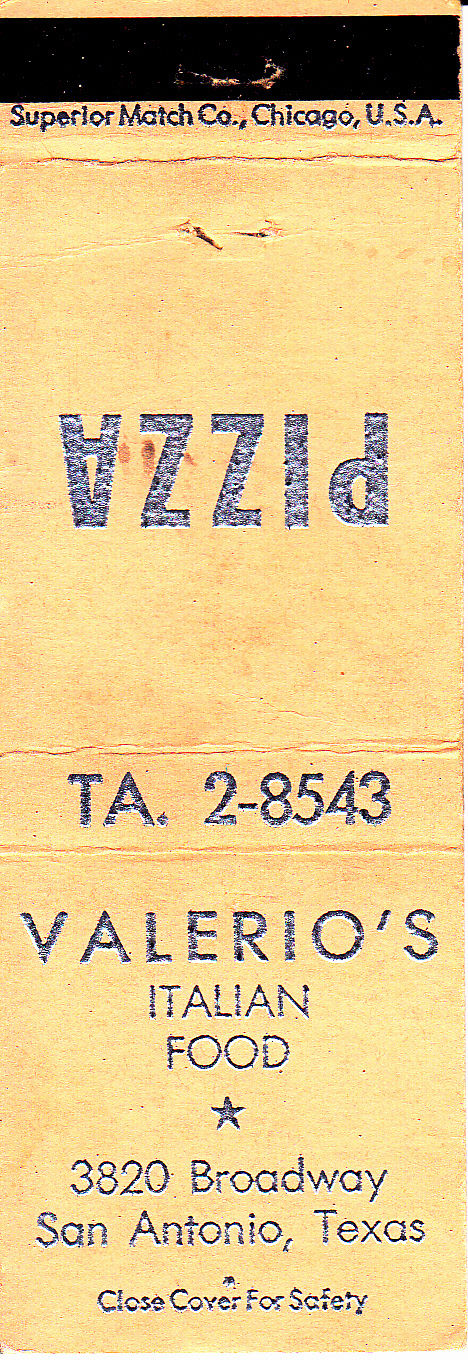 Superior Match Co., Chicago, U.S.A.
PIZZA
TA. 2-8543
VALERIO'S
ITALIAN
FOOD
3820 Broadway
San Antonio, Texas
Close Cover For Safety